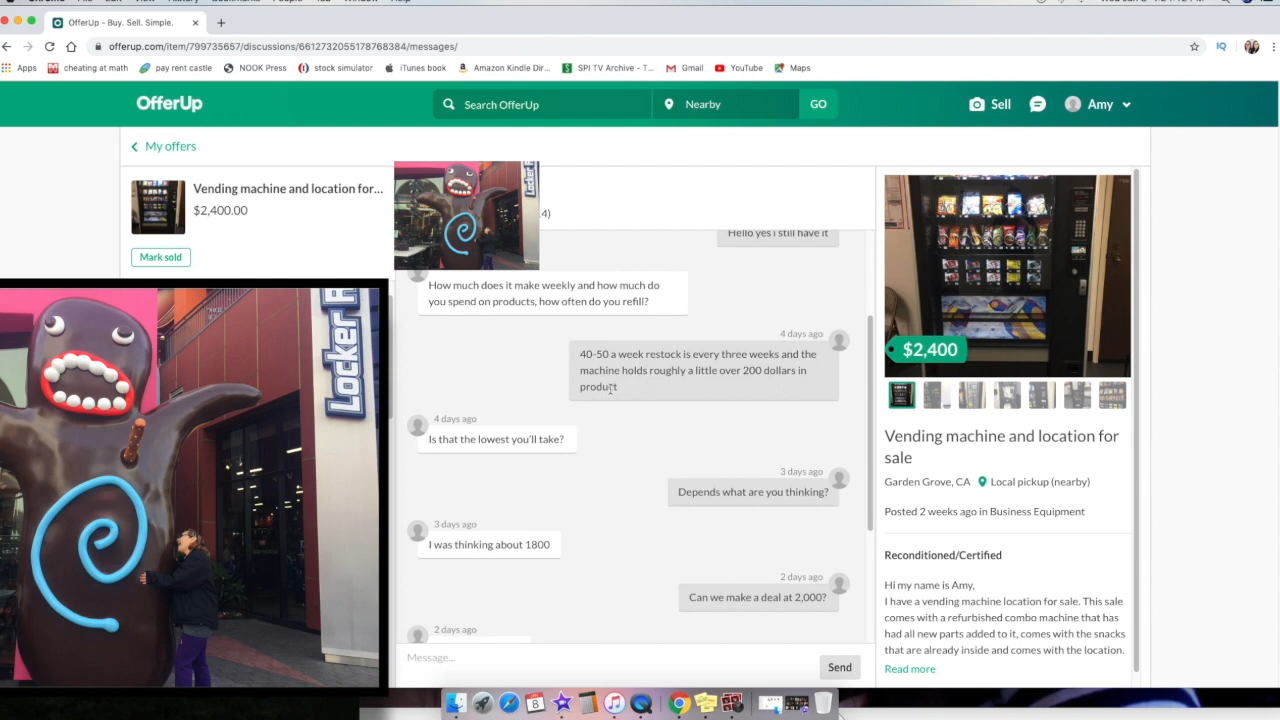 OfferUp - Buy. Sell. Simple.
offerup.com/item/799735657/discussions/6612732055178768384/messages/
Apps
cheating at math
pay rent castle
NOOK Press
stock simulator
iTunes book
Amazon Kindle Dir...
SPI TV Archive - T...
Gmail
YouTube
Maps
OfferUp
Search OfferUp
Nearby
GO
Sell
Amy
My offers
Vending machine and location for...
$2,400.00
Mark sold
4)
Hello yes I still have it
How much does it make weekly and how much do
you spend on products, how often do you refill?
4 days ago
40-50 a week restock is every three weeks and the
machine holds roughly a little over 200 dollars in
product
4 days ago
Is that the lowest you'll take?
3 days ago
Depends what are you thinking?
3 days ago
I was thinking about 1800
2 days ago
Can we make a deal at 2,000?
2 days ago
Message...
Send
$2,400
Vending machine and location for
sale
Garden Grove, CA
Local pickup (nearby)
Posted 2 weeks ago in Business Equipment
Reconditioned/Certified
Hi my name is Amy,
I have a vending machine location for sale. This sale
comes with a refurbished combo machine that has
had all new parts added to it, comes with the snacks
that are already inside and comes with the location.
Read more
Locker